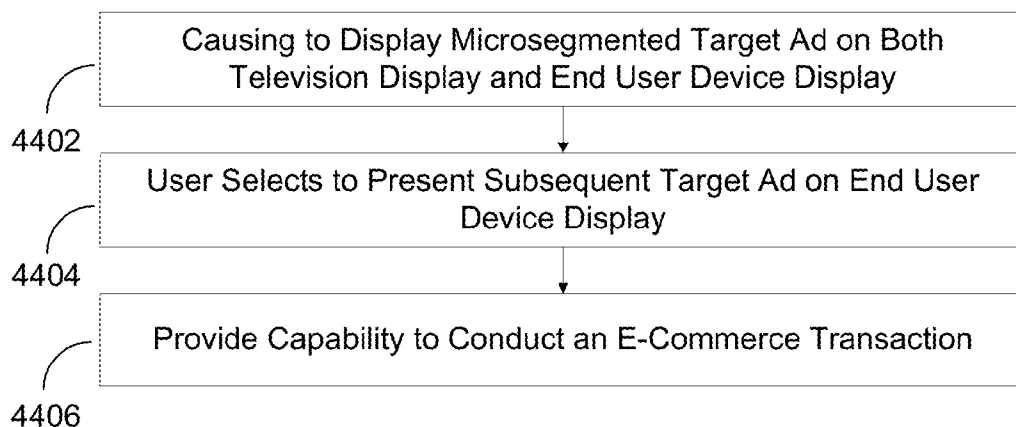 Causing to Display Microsegmented Target Ad on Both
Television Display and End User Device Display
4402
User Selects to Present Subsequent Target Ad on End User
Device Display
4404
Provide Capability to Conduct an E-Commerce Transaction
4406